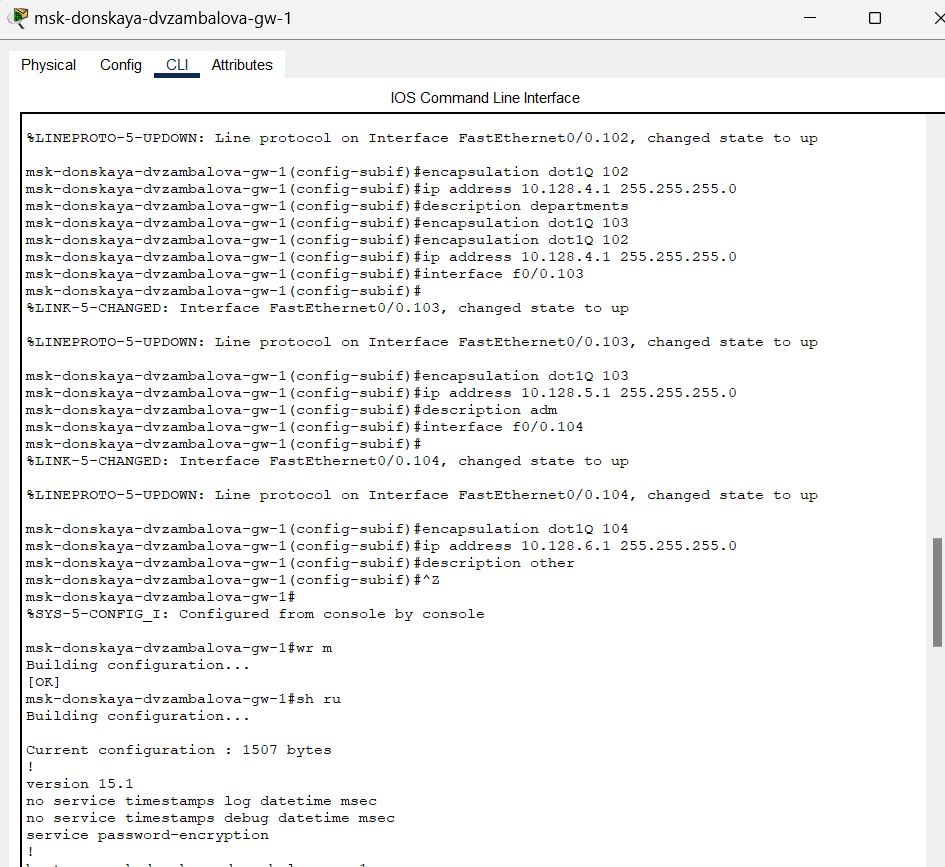 msk-donskaya-dvzambalova-gw-1
Physical Config CLI Attributes
IOS Command Line Interface
%LINEPROTO-5-UPDOWN: Line protocol on Interface FastEthernet0/0.102, changed state to up
msk-donskaya-dvzambalova-gw-1(config-subif)#encapsulation dot1Q 102
msk-donskaya-dvzambalova-gw-1(config-subif)#ip address 10.128.4.1 255.255.255.0
msk-donskaya-dvzambalova-gw-1(config-subif)#description departments
msk-donskaya-dvzambalova-gw-1(config-subif)#encapsulation dot1Q 103
msk-donskaya-dvzambalova-gw-1(config-subif)#encapsulation dot1Q 102
msk-donskaya-dvzambalova-gw-1(config-subif)#ip address 10.128.4.1 255.255.255.0
msk-donskaya-dvzambalova-gw-1(config-subif)#interface f0/0.103
msk-donskaya-dvzambalova-gw-1(config-subif)#
%LINK-5-CHANGED: Interface FastEthernet0/0.103, changed state to up
%LINEPROTO-5-UPDOWN: Line protocol on Interface FastEthernet0/0.103, changed state to up
msk-donskaya-dvzambalova-gw-1(config-subif)#encapsulation dot1Q 103
msk-donskaya-dvzambalova-gw-1(config-subif)#ip address 10.128.5.1 255.255.255.0
msk-donskaya-dvzambalova-gw-1(config-subif)#description adm
msk-donskaya-dvzambalova-gw-1(config-subif)#interface f0/0.104
msk-donskaya-dvzambalova-gw-1(config-subif)#
%LINK-5-CHANGED: Interface FastEthernet0/0.104, changed state to up
%LINEPROTO-5-UPDOWN: Line protocol on Interface FastEthernet0/0.104, changed state to up
msk-donskaya-dvzambalova-gw-1(config-subif)#encapsulation dot1Q 104
msk-donskaya-dvzambalova-gw-1(config-subif)#ip address 10.128.6.1 255.255.255.0
msk-donskaya-dvzambalova-gw-1(config-subif)#description other
msk-donskaya-dvzambalova-gw-1(config-subif)#^Z
msk-donskaya-dvzambalova-gw-1#
%SYS-5-CONFIG_I: Configured from console by console
msk-donskaya-dvzambalova-gw-1#wr m
Building configuration...
[OK]
msk-donskaya-dvzambalova-gw-1#sh ru
Building configuration...
Current configuration : 1507 bytes
!
version 15.1
no service timestamps log datetime msec
no service timestamps debug datetime msec
service password-encryption
!